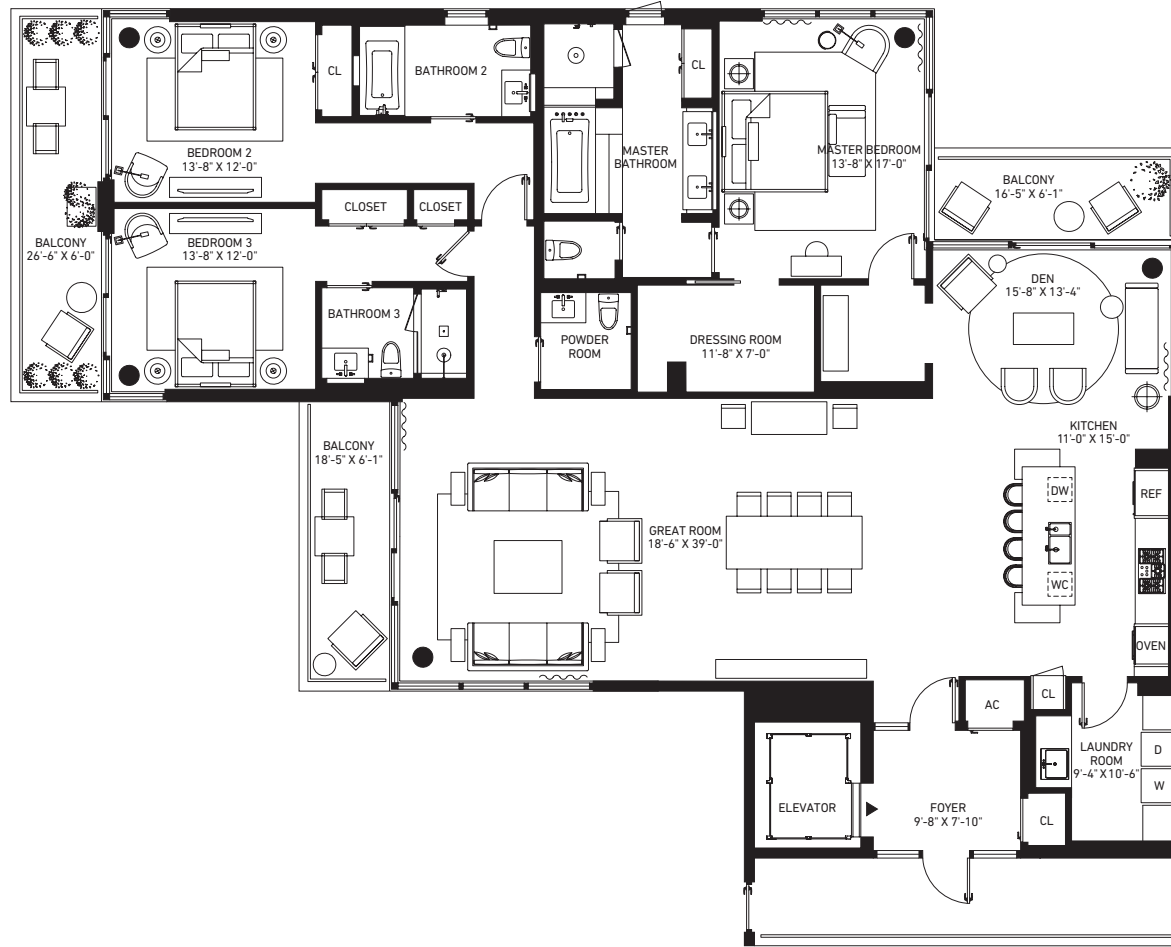 CL
BATHROOM 2
CL
BEDROOM 2
13'-8" X 12'-0"
MASTER
BATHROOM
MASTER BEDROOM
13'-8" X 17'-0"
BALCONY
16'-5" X 6'-1"
CLOSET
CLOSET
BALCONY
26'-6" X 6'-0"
BEDROOM 3
13'-8" X 12'-0"
DEN
15'-8" X 13'-4"
BATHROOM 3
POWDER
ROOM
DRESSING ROOM
11'-8" X 7'-0"
KITCHEN
11'-0" X 15'-0"
BALCONY
18'-5" X 6'-1"
DW
REF
GREAT ROOM
18'-6" X 39'-0"
WC
OVEN
AC
CL
LAUNDRY
ROOM
9'-4" X 10'-6"
D
W
ELEVATOR
FOYER
9'-8" X 7'-10"
CL